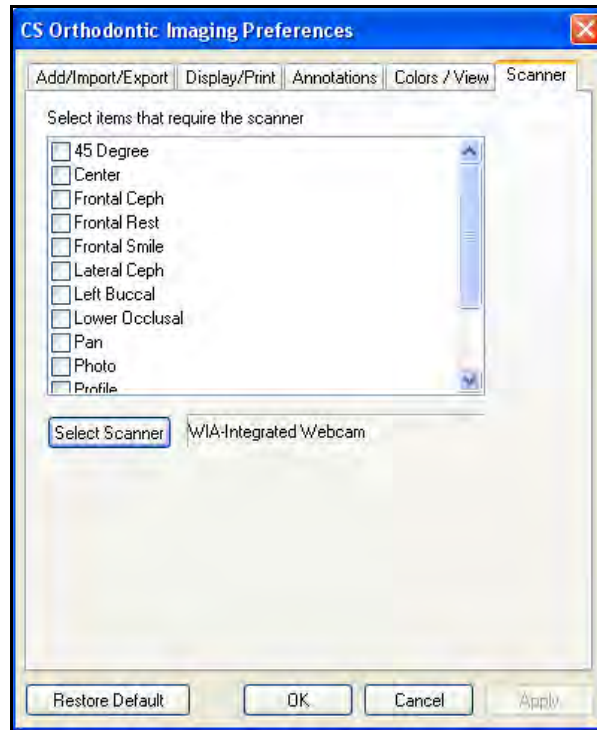 CS Orthodontic Imaging Preferences
Add/Import/Export Display/Print Annotations Colors / View Scanner
Select items that require the scanner
45 Degree
Center
Frontal Ceph
Frontal Rest
Frontal Smile
Lateral Ceph
Left Buccal
Lower Occlusal
Pan
Photo
Profile
Select Scanner WIA-Integrated Webcam
Restore Default OK Cancel Apply